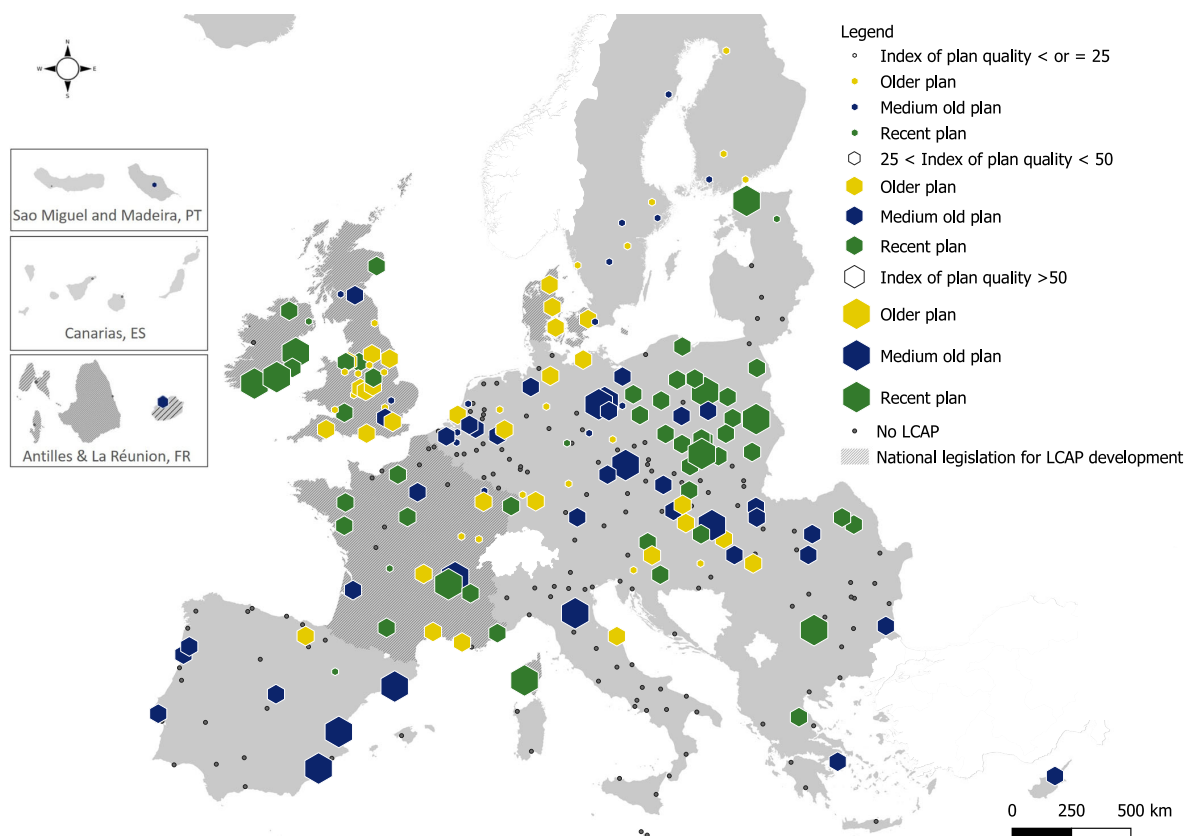 N
W
E
S
Sao Miguel and Madeira, PT
Canarias, ES
Antilles & La Réunion, FR
Legend
Index of plan quality < or = 25
Older plan
Medium old plan
Recent plan
25 < Index of plan quality < 50
Older plan
Medium old plan
Recent plan
Index of plan quality >50
Older plan
Medium old plan
Recent plan
No LCAP
National legislation for LCAP development
0 250 500 km